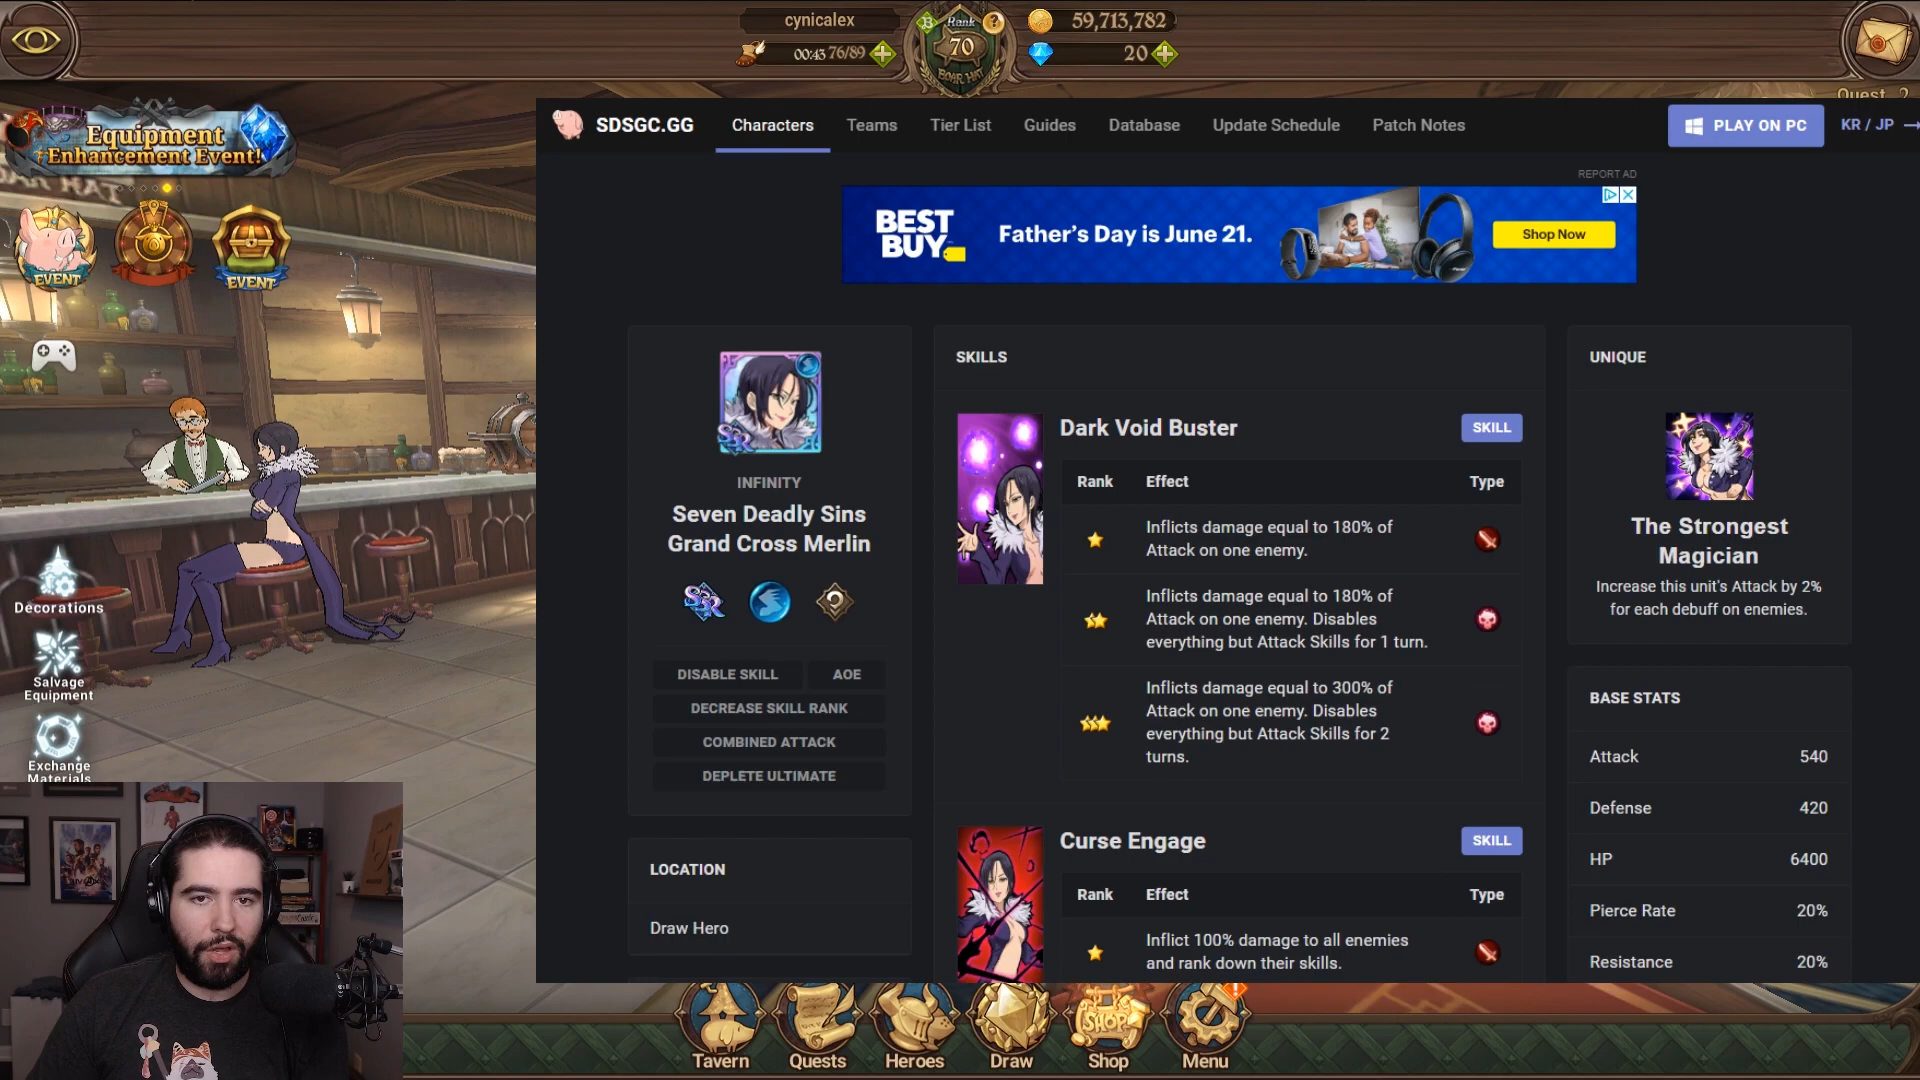 cynicalex
00:43 76/89
B
Rank
?
70
BOAR HAT
59,713,782
20
Quest
Equipment
Enhancement Event!
EVENT
EVENT
Decorations
Salvage
Equipment
Exchange
Materials
SDSGC.GG
Characters
Teams
Tier List
Guides
Database
Update Schedule
Patch Notes
PLAY ON PC
KR / JP
REPORT AD
BEST
BUY
Father's Day is June 21.
Shop Now
SSR
INFINITY
Seven Deadly Sins
Grand Cross Merlin
SSR
DISABLE SKILL
AOE
DECREASE SKILL RANK
COMBINED ATTACK
DEPLETE ULTIMATE
LOCATION
Draw Hero
SKILLS
Dark Void Buster
SKILL
Rank
Effect
Type
Inflicts damage equal to 180% of
Attack on one enemy.
Inflicts damage equal to 180% of
Attack on one enemy. Disables
everything but Attack Skills for 1 turn.
Inflicts damage equal to 300% of
Attack on one enemy. Disables
everything but Attack Skills for 2
turns.
Curse Engage
SKILL
Rank
Effect
Type
Inflict 100% damage to all enemies
and rank down their skills.
UNIQUE
The Strongest
Magician
Increase this unit's Attack by 2%
for each debuff on enemies.
BASE STATS
Attack 540
Defense 420
HP 6400
Pierce Rate 20%
Resistance 20%
Tavern
Quests
Heroes
Draw
SHOP
Shop
Menu